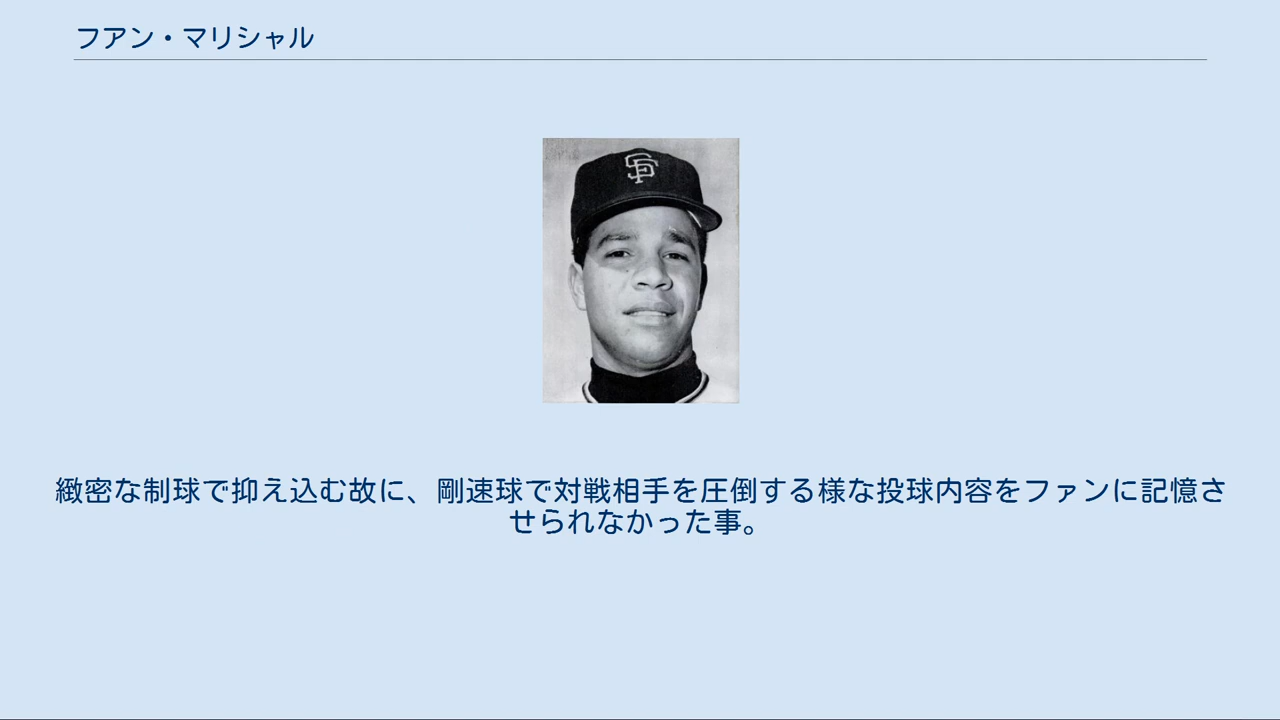 フアン・マリシャル
SF
緻密な制球で抑え込む故に、剛速球で対戦相手を圧倒する様な投球内容をファンに記憶さ
せられなかった事。